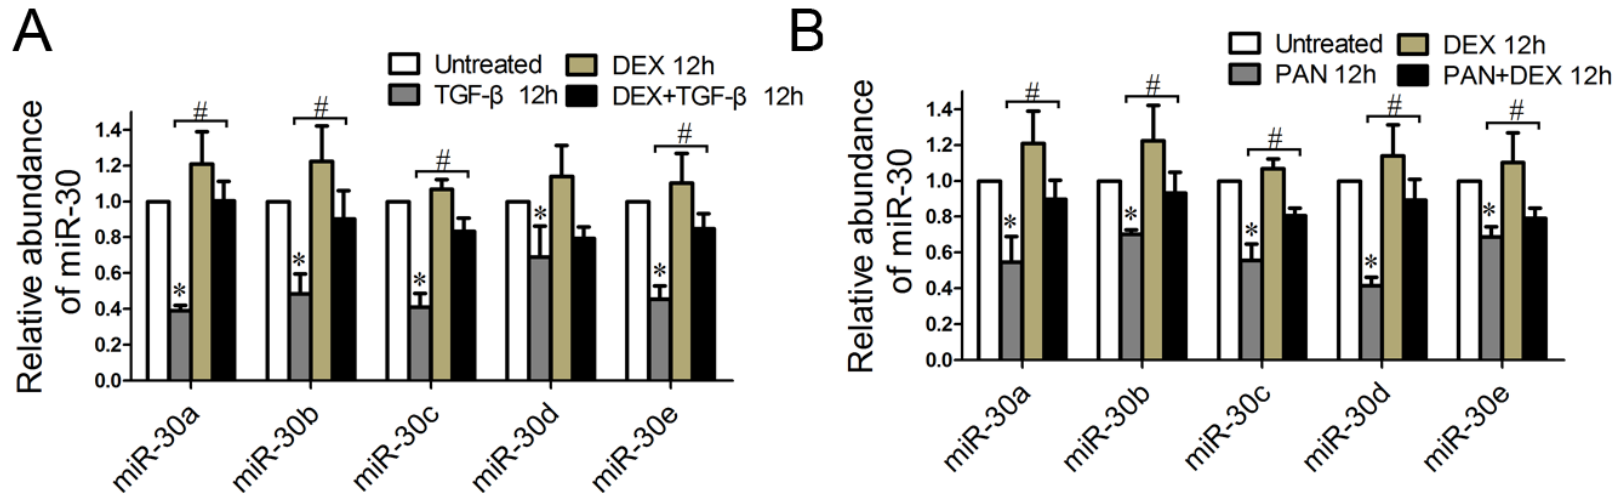 A
Untreated DEX 12h
TGF-β 12h DEX+TGF-β 12h
Relative abundance
of miR-30
1.4
1.2
1.0
0.8
0.6
0.4
0.2
0.0
# # # #
* * * * *
miR-30a miR-30b miR-30c miR-30d miR-30e
B
Untreated DEX 12h
PAN 12h PAN+DEX 12h
Relative abundance
of miR-30
1.4
1.2
1.0
0.8
0.6
0.4
0.2
0.0
# # # # #
* * * * *
miR-30a miR-30b miR-30c miR-30d miR-30e